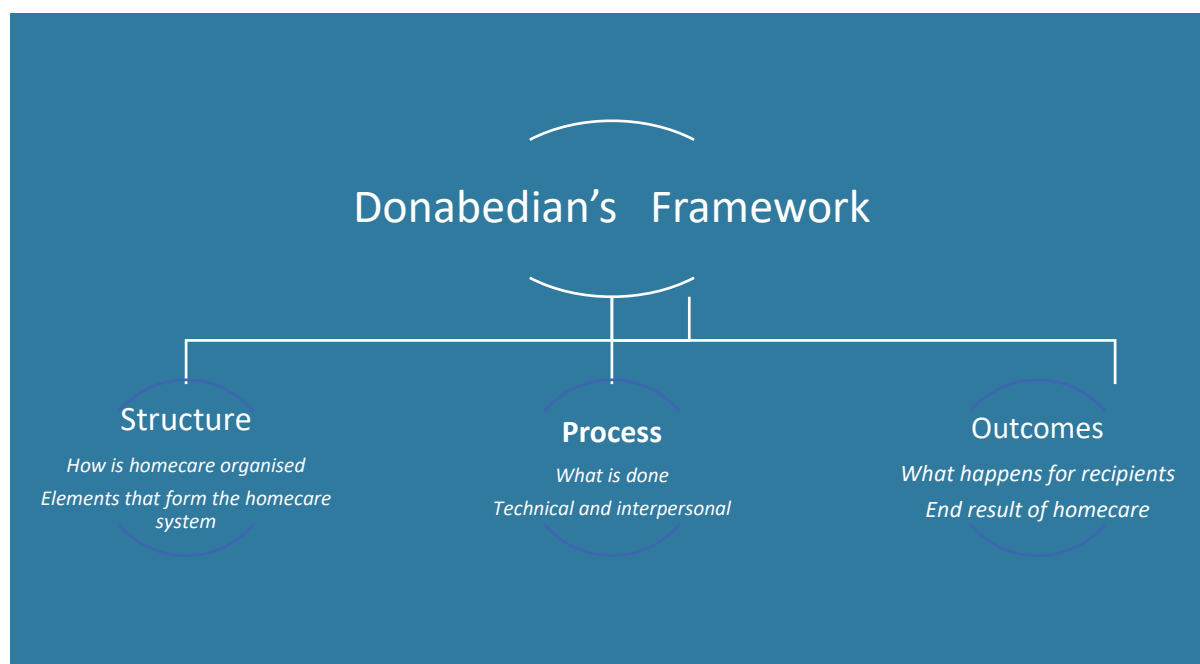 Donabedian’s Framework
Structure
How is homecare organised
Elements that form the homecare
system
Process
What is done
Technical and interpersonal
Outcomes
What happens for recipients
End result of homecare